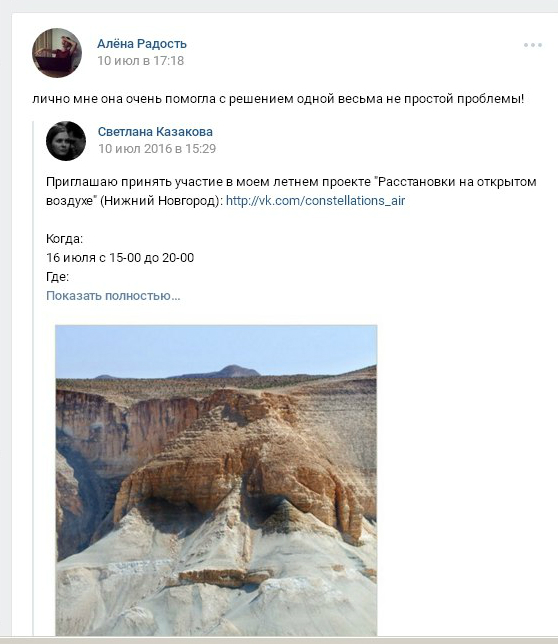 Алёна Радость
10 июл в 17:18
лично мне она очень помогла с решением одной весьма не простой проблемы!
Светлана Казакова
10 июл 2016 в 15:29
Приглашаю принять участие в моем летнем проекте "Расстановки на открытом
воздухе" (Нижний Новгород): http://vk.com/constellations_air
Когда:
16 июля с 15-00 до 20-00
Где:
Показать полностью...